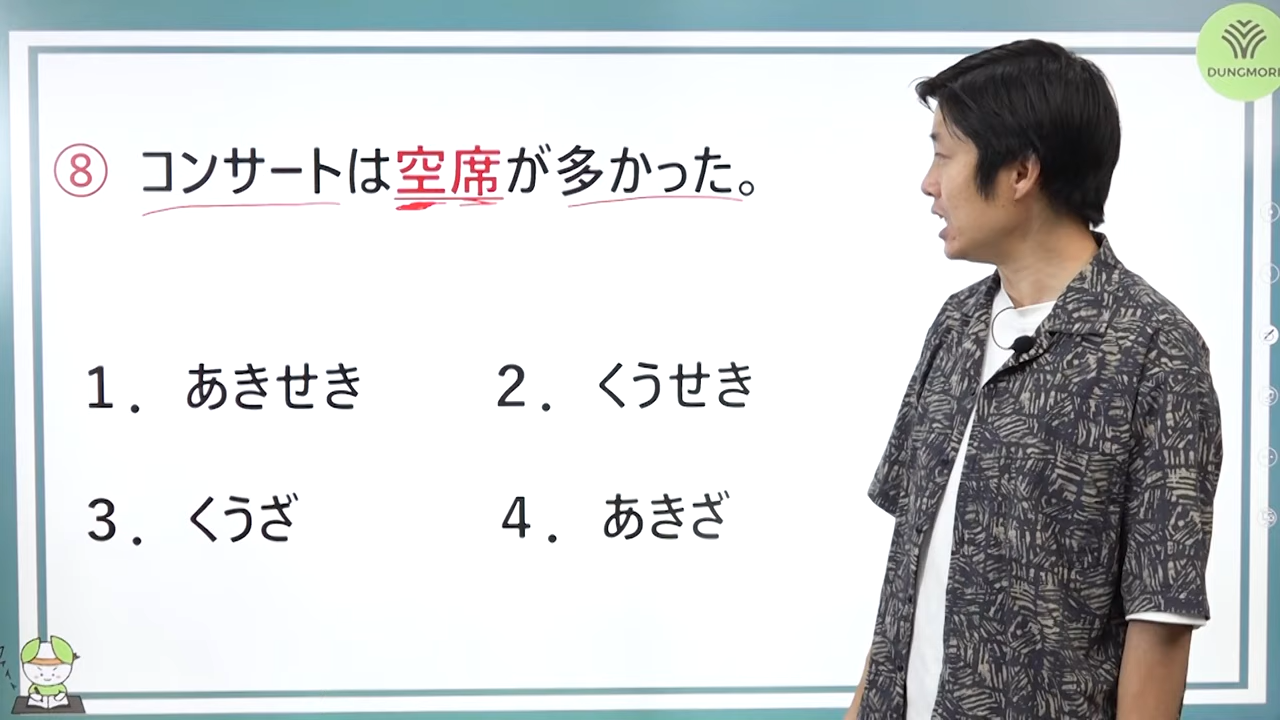 DUNGMORI
⑧ コンサートは空席が多かった。
1. あきせき 2. くうせき
3. くうざ 4. あきざ